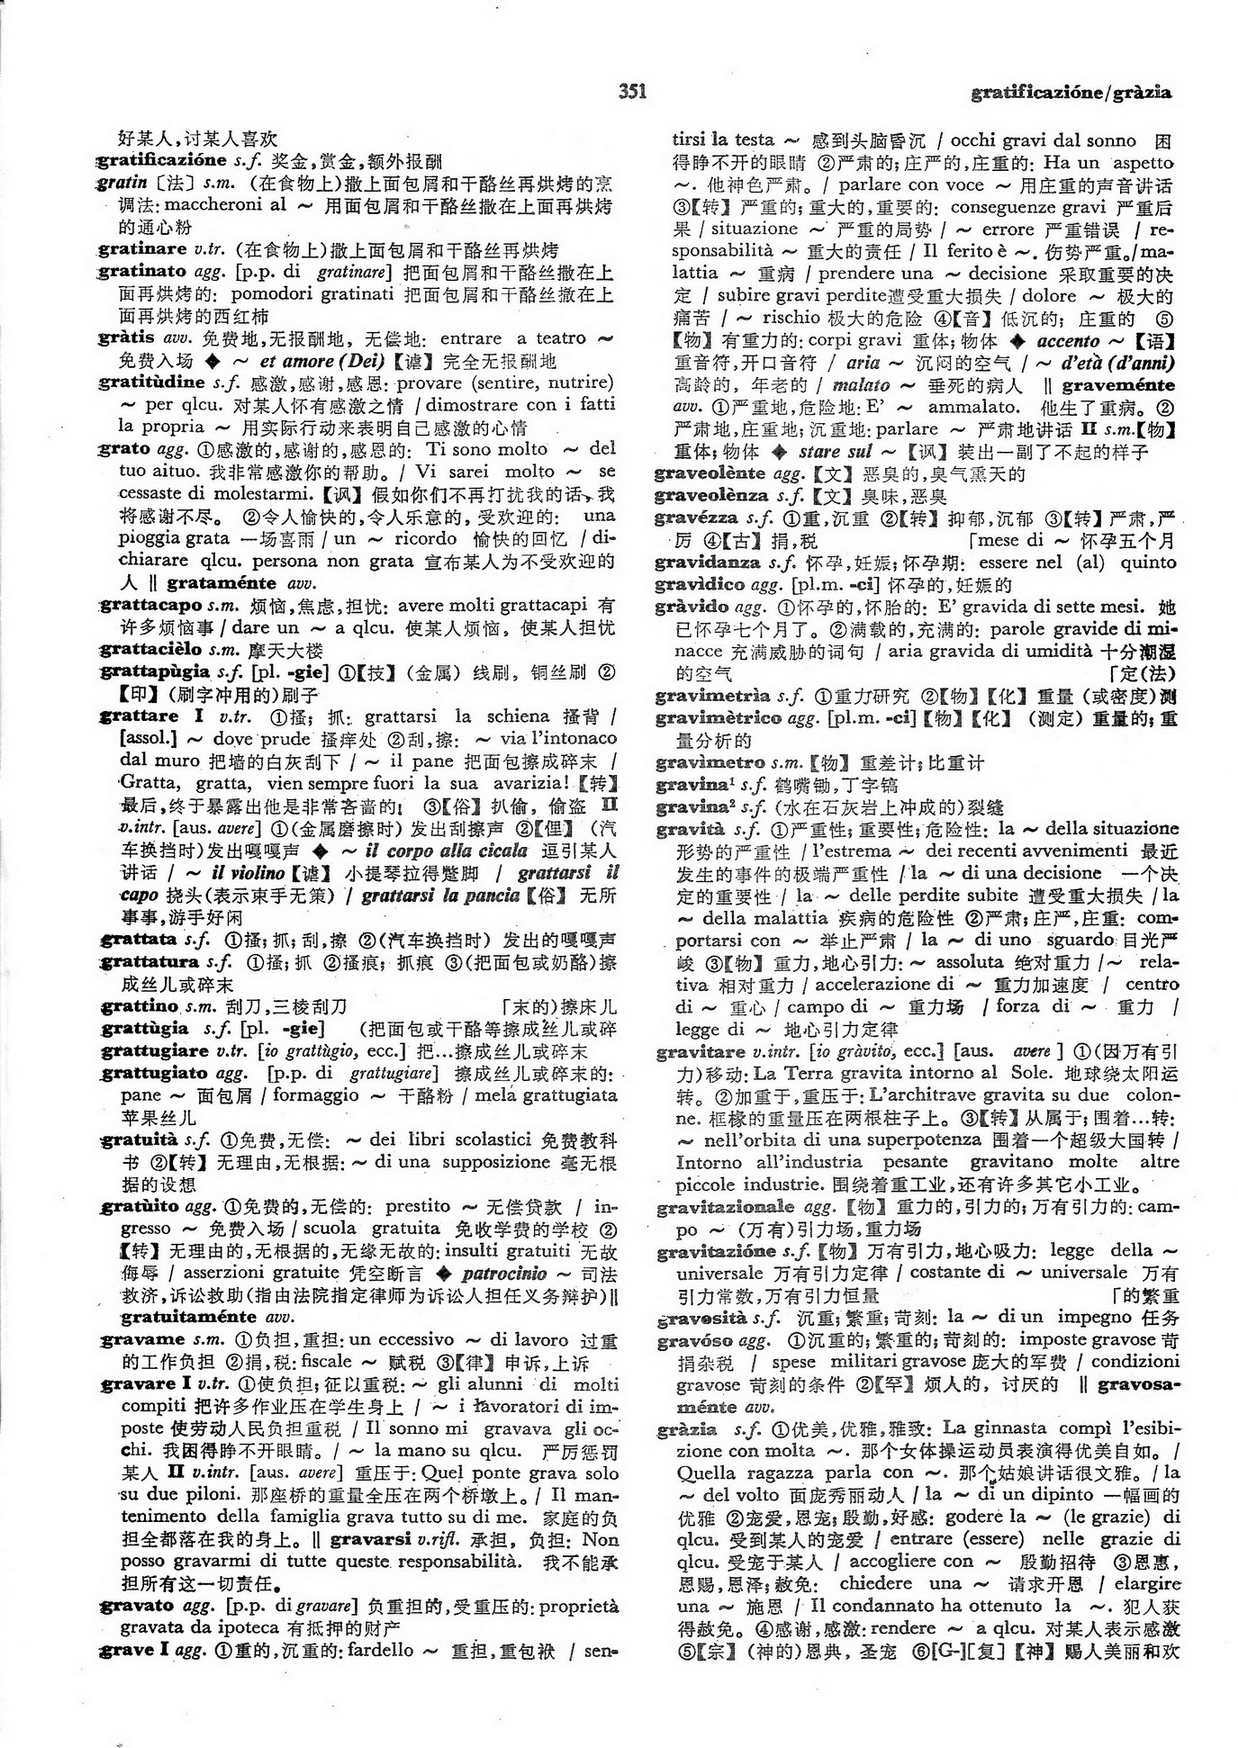 351
gratificazióne/gràzia
好某人,讨某人喜欢
gratificazióne s.f. 奖金,赏金,额外报酬
gratin〔法〕s.m. (在食物上)撒上面包屑和干酪丝再烘烤的烹
调法: maccheroni al ~ 用面包屑和干酪丝撒在上面再烘烤
的通心粉
gratinare v.tr. (在食物上)撒上面包屑和干酪丝再烘烤
gratinato agg. [p.p. di gratinare] 把面包屑和干酪丝撒在上
面再烘烤的: pomodori gratinati 把面包屑和干酪丝撒在上
面再烘烤的西红柿
gràtis avv. 免费地,无报酬地, 无偿地: entrare a teatro ~
免费入场 ◆ ~ et amore (Dei)【谑】完全无报酬地
gratitùdine s.f. 感激,感谢,感恩: provare (sentire, nutrire)
~ per qlcu. 对某人怀有感激之情 / dimostrare con i fatti
la propria ~ 用实际行动来表明自己感激的心情
grato agg. ①感激的,感谢的,感恩的: Ti sono molto ~ del
tuo aituo. 我非常感激你的帮助。/ Vi sarei molto ~ se
cessaste di molestarmi.【讽】假如你们不再打扰我的话、我
将感谢不尽。 ②令人愉快的,令人乐意的, 受欢迎的: una
pioggia grata 一场喜雨 / un ~ ricordo 愉快的回忆 / di-
chiarare qlcu. persona non grata 宣布某人为不受欢迎的
人 ‖ grataménte avv.
grattacapo s.m. 烦恼,焦虑,担忧: avere molti grattacapi 有
许多烦恼事 / dare un ~ a qlcu. 使某人烦恼, 使某人担忧
grattacièlo s.m. 摩天大楼
grattapùgia s.f. [pl. -gie] ①【技】(金属) 线刷, 铜丝刷 ②
【印】(刷字冲用的)刷子
grattare I v.tr. ①搔; 抓: grattarsi la schiena 搔背 /
[assol.] ~ dove prude 搔痒处 ②刮,擦: ~ via l'intonaco
dal muro 把墙的白灰刮下 / ~ il pane 把面包擦成碎末 /
Gratta, gratta, vien sempre fuori la sua avarizia!【转】
最后,终于暴露出他是非常吝啬的! ③【俗】扒偷, 偷盗 II
v.intr. [aus. avere] ①(金属磨擦时) 发出刮擦声 ②【俚】(汽
车换挡时)发出嘎嘎声 ◆ ~ il corpo alla cicala 逗引某人
讲话 / ~ il violino【谑】小提琴拉得蹩脚 / grattarsi il
capo 挠头(表示束手无策) / grattarsi la pancia【俗】无所
事事,游手好闲
grattata s.f. ①搔;抓;刮,擦 ②(汽车换挡时) 发出的嘎嘎声
grattatura s.f. ①搔;抓 ②搔痕; 抓痕 ③(把面包或奶酪)擦
成丝儿或碎末
grattino s.m. 刮刀,三棱刮刀 「末的)擦床儿
grattùgia s.f. [pl. -gie] (把面包或干酪等擦成丝儿或碎
grattugiare v.tr. [io grattùgio, ecc.] 把…擦成丝儿或碎末
grattugiato agg. [p.p. di grattugiare] 擦成丝儿或碎末的:
pane ~ 面包屑 / formaggio ~ 干酪粉 / mela grattugiata
苹果丝儿
gratuità s.f. ①免费,无偿: ~ dei libri scolastici 免费教科
书 ②【转】无理由,无根据: ~ di una supposizione 毫无根
据的设想
gratùito agg. ①免费的,无偿的: prestito ~ 无偿贷款 / in-
gresso ~ 免费入场 / scuola gratuita 免收学费的学校 ②
【转】无理由的,无根据的,无缘无故的: insulti gratuiti 无故
侮辱 / asserzioni gratuite 凭空断言 ◆ patrocinio ~ 司法
救济,诉讼救助(指由法院指定律师为诉讼人担任义务辩护)‖
gratuitaménte avv.
gravame s.m. ①负担,重担: un eccessivo ~ di lavoro 过重
的工作负担 ②捐,税: fiscale ~ 赋税 ③【律】申诉,上诉
gravare I v.tr. ①使负担;征以重税: ~ gli alunni di molti
compiti 把许多作业压在学生身上 / ~ i lavoratori di im-
poste 使劳动人民负担重税 / Il sonno mi gravava gli oc-
chi. 我困得睁不开眼睛。/ ~ la mano su qlcu. 严厉惩罚
某人 II v.intr. [aus. avere] 重压于: Quel ponte grava solo
su due piloni. 那座桥的重量全压在两个桥墩上。/ Il man-
tenimento della famiglia grava tutto su di me. 家庭的负
担全都落在我的身上。‖ gravarsi v.rifl. 承担, 负担: Non
posso gravarmi di tutte queste responsabilità. 我不能承
担所有这一切责任。
gravato agg. [p.p. di gravare] 负重担的,受重压的: proprietà
gravata da ipoteca 有抵押的财产
grave I agg. ①重的,沉重的: fardello ~ 重担,重包袱 / sen-
tirsi la testa ~ 感到头脑昏沉 / occhi gravi dal sonno 困
得睁不开的眼睛 ②严肃的;庄严的,庄重的: Ha un aspetto
~. 他神色严肃。/ parlare con voce ~ 用庄重的声音讲话
③【转】严重的; 重大的,重要的: conseguenze gravi 严重后
果 / situazione ~ 严重的局势 / ~ errore 严重错误 / re-
sponsabilità ~ 重大的责任 / Il ferito è ~. 伤势严重。/ ma-
lattia ~ 重病 / prendere una ~ decisione 采取重要的决
定 / subire gravi perdite遭受重大损失 / dolore ~ 极大的
痛苦 / ~ rischio 极大的危险 ④【音】低沉的; 庄重的 ⑤
【物】有重力的: corpi gravi 重体; 物体 ◆ accento ~【语】
重音符,开口音符 / aria ~ 沉闷的空气 / ~ d'età (d'anni)
高龄的, 年老的 / malato ~ 垂死的病人 ‖ graveménte
avv. ①严重地,危险地: E' ~ ammalato. 他生了重病。②
严肃地,庄重地; 沉重地: parlare ~ 严肃地讲话 II s.m.【物】
重体; 物体 ◆ stare sul ~【讽】装出一副了不起的样子
graveolènte agg.【文】恶臭的,臭气熏天的
graveolènza s.f.【文】臭味,恶臭
gravézza s.f. ①重,沉重 ②【转】抑郁,沉郁 ③【转】严肃,严
厉 ④【古】捐,税 「mese di ~ 怀孕五个月
gravidanza s.f. 怀孕,妊娠; 怀孕期: essere nel (al) quinto
gravìdico agg. [pl.m. -ci] 怀孕的,妊娠的
gràvido agg. ①怀孕的,怀胎的: E' gravida di sette mesi. 她
已怀孕七个月了。②满载的,充满的: parole gravide di mi-
nacce 充满威胁的词句 / aria gravida di umidità 十分潮湿
的空气 「定(法)
gravimetrìa s.f. ①重力研究 ②【物】【化】重量 (或密度)测
gravimètrico agg. [pl.m. -ci]【物】【化】(测定) 重量的; 重
量分析的
gravìmetro s.m.【物】重差计; 比重计
gravina¹ s.f. 鹤嘴锄,丁字镐
gravina² s.f. (水在石灰岩上冲成的)裂缝
gravità s.f. ①严重性; 重要性; 危险性: la ~ della situazione
形势的严重性 / l'estrema ~ dei recenti avvenimenti 最近
发生的事件的极端严重性 / la ~ di una decisione 一个决
定的重要性 / la ~ delle perdite subite 遭受重大损失 / la
~ della malattia 疾病的危险性 ②严肃; 庄严,庄重: com-
portarsi con ~ 举止严肃 / la ~ di uno sguardo 目光严
峻 ③【物】重力,地心引力: ~ assoluta 绝对重力 / ~ rela-
tiva 相对重力 / accelerazione di ~ 重力加速度 / centro
di ~ 重心 / campo di ~ 重力场 / forza di ~ 重力 /
legge di ~ 地心引力定律
gravitare v.intr. [io gràvito, ecc.] [aus. avere ] ①(因万有引
力)移动: La Terra gravita intorno al Sole. 地球绕太阳运
转。②加重于,重压于: L'architrave gravita su due colon-
ne. 框椽的重量压在两根柱子上。③【转】从属于; 围着…转:
~ nell'orbita di una superpotenza 围着一个超级大国转 /
Intorno all'industria pesante gravitano molte altre
piccole industrie. 围绕着重工业,还有许多其它小工业。
gravitazionale agg.【物】重力的,引力的; 万有引力的: cam-
po ~ (万有)引力场,重力场
gravitazióne s.f.【物】万有引力,地心吸力: legge della ~
universale 万有引力定律 / costante di ~ universale 万有
引力常数,万有引力恒量 「的繁重
gravosità s.f. 沉重; 繁重; 苛刻: la ~ di un impegno 任务
gravóso agg. ①沉重的; 繁重的; 苛刻的: imposte gravose 苛
捐杂税 / spese militari gravose 庞大的军费 / condizioni
gravose 苛刻的条件 ②【罕】烦人的, 讨厌的 ‖ gravosa-
ménte avv.
gràzia s.f. ①优美,优雅,雅致: La ginnasta compì l'esibi-
zione con molta ~. 那个女体操运动员表演得优美自如。/
Quella ragazza parla con ~. 那个姑娘讲话很文雅。/ la
~ del volto 面庞秀丽动人 / la ~ di un dipinto 一幅画的
优雅 ②宠爱,恩宠; 殷勤,好感: godere la ~ (le grazie) di
qlcu. 受到某人的宠爱 / entrare (essere) nelle grazie di
qlcu. 受宠于某人 / accogliere con ~ 殷勤招待 ③恩惠,
恩赐,恩泽; 赦免: chiedere una ~ 请求开恩 / elargire
una ~ 施恩 / Il condannato ha ottenuto la ~. 犯人获
得赦免。④感谢,感激: rendere ~ a qlcu. 对某人表示感激
⑤【宗】(神的)恩典, 圣宠 ⑥[G-][复]【神】赐人美丽和欢